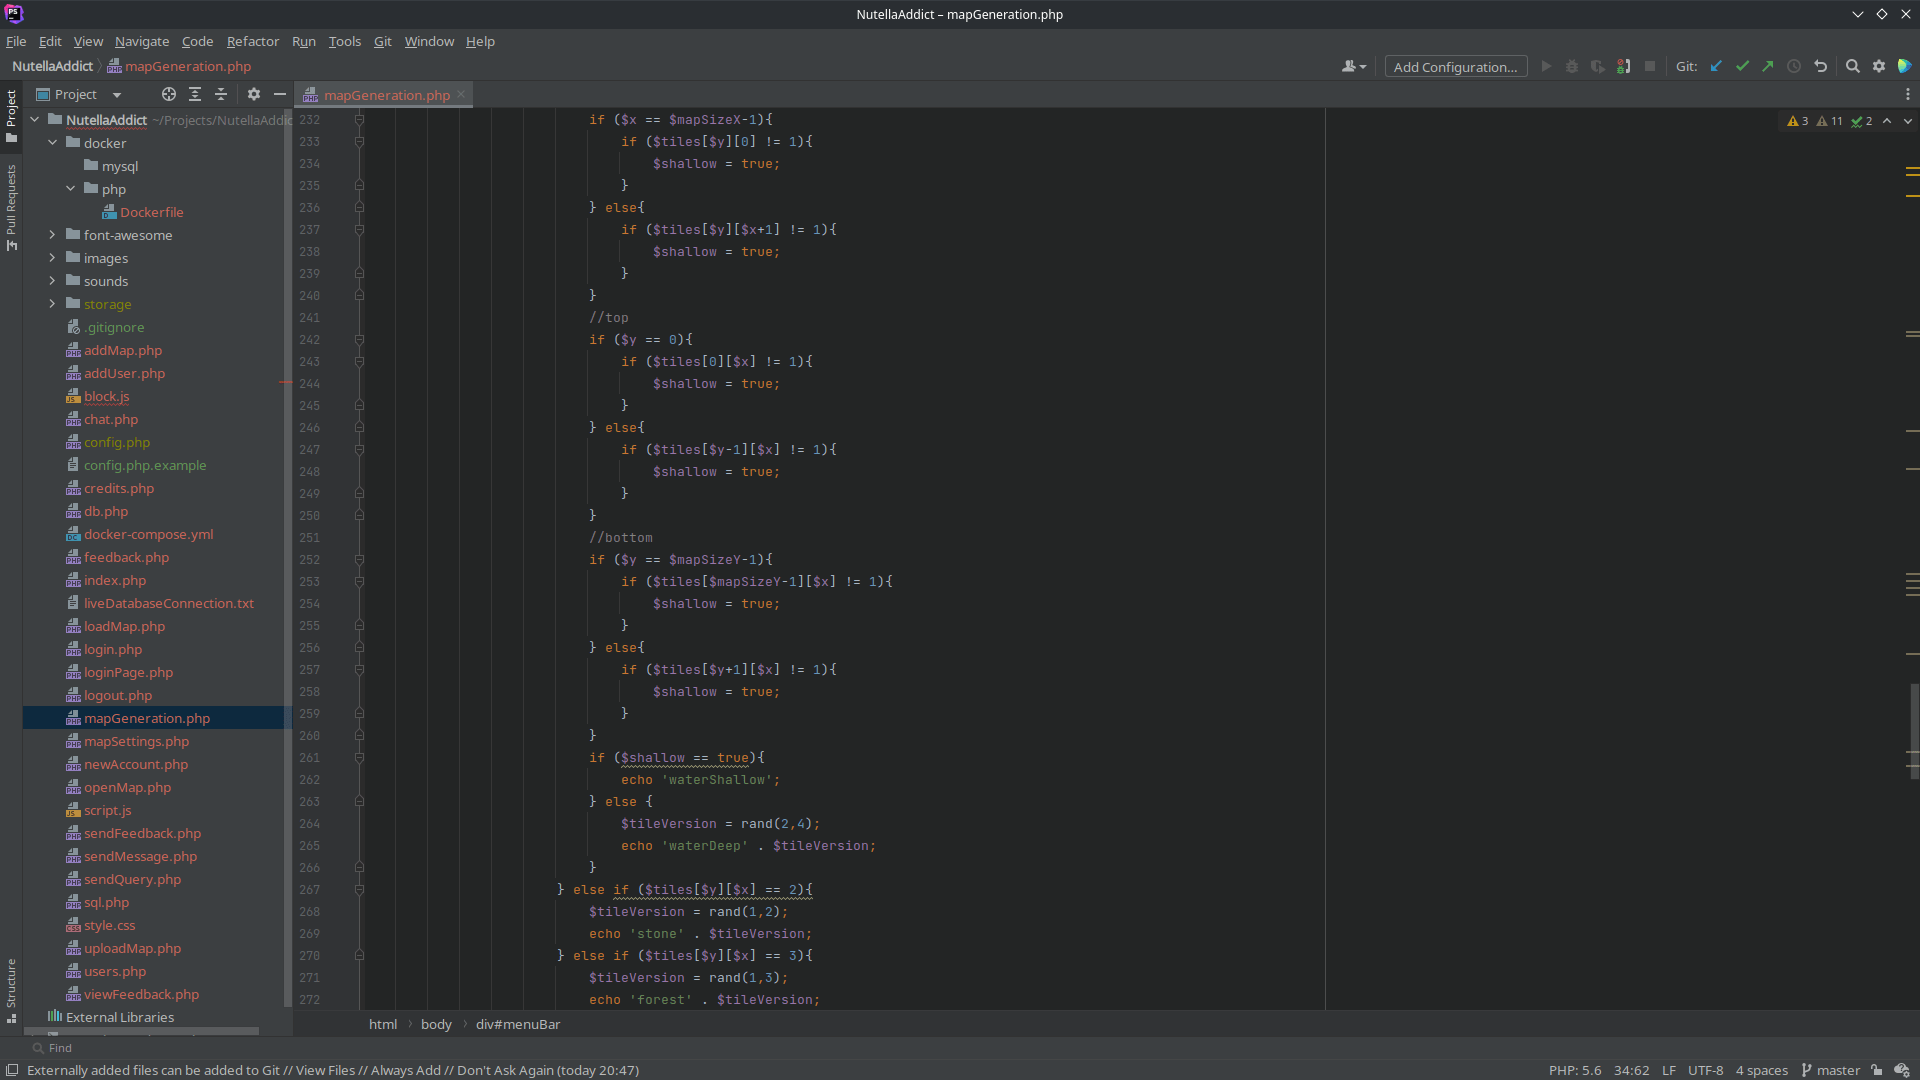 NutellaAddict – mapGeneration.php
File Edit View Navigate Code Refactor Run Tools Git Window Help
NutellaAddict mapGeneration.php
Add Configuration...
Git:
Project
Pull Requests
Structure
Project
mapGeneration.php
NutellaAddict ~/Projects/NutellaAddic
docker
mysql
php
Dockerfile
font-awesome
images
sounds
storage
.gitignore
addMap.php
addUser.php
block.js
chat.php
config.php
config.php.example
credits.php
db.php
docker-compose.yml
feedback.php
index.php
liveDatabaseConnection.txt
loadMap.php
login.php
loginPage.php
logout.php
mapGeneration.php
mapSettings.php
newAccount.php
openMap.php
script.js
sendFeedback.php
sendMessage.php
sendQuery.php
sql.php
style.css
uploadMap.php
users.php
viewFeedback.php
External Libraries
3 11 2
232 if ($x == $mapSizeX-1){
233 if ($tiles[$y][0] != 1){
234 $shallow = true;
235 }
236 } else{
237 if ($tiles[$y][$x+1] != 1){
238 $shallow = true;
239 }
240 }
241 //top
242 if ($y == 0){
243 if ($tiles[0][$x] != 1){
244 $shallow = true;
245 }
246 } else{
247 if ($tiles[$y-1][$x] != 1){
248 $shallow = true;
249 }
250 }
251 //bottom
252 if ($y == $mapSizeY-1){
253 if ($tiles[$mapSizeY-1][$x] != 1){
254 $shallow = true;
255 }
256 } else{
257 if ($tiles[$y+1][$x] != 1){
258 $shallow = true;
259 }
260 }
261 if ($shallow == true){
262 echo 'waterShallow';
263 } else {
264 $tileVersion = rand(2,4);
265 echo 'waterDeep' . $tileVersion;
266 }
267 } else if ($tiles[$y][$x] == 2){
268 $tileVersion = rand(1,2);
269 echo 'stone' . $tileVersion;
270 } else if ($tiles[$y][$x] == 3){
271 $tileVersion = rand(1,3);
272 echo 'forest' . $tileVersion;
html body div#menuBar
Find
Externally added files can be added to Git // View Files // Always Add // Don't Ask Again (today 20:47)
PHP: 5.6 34:62 LF UTF-8 4 spaces master